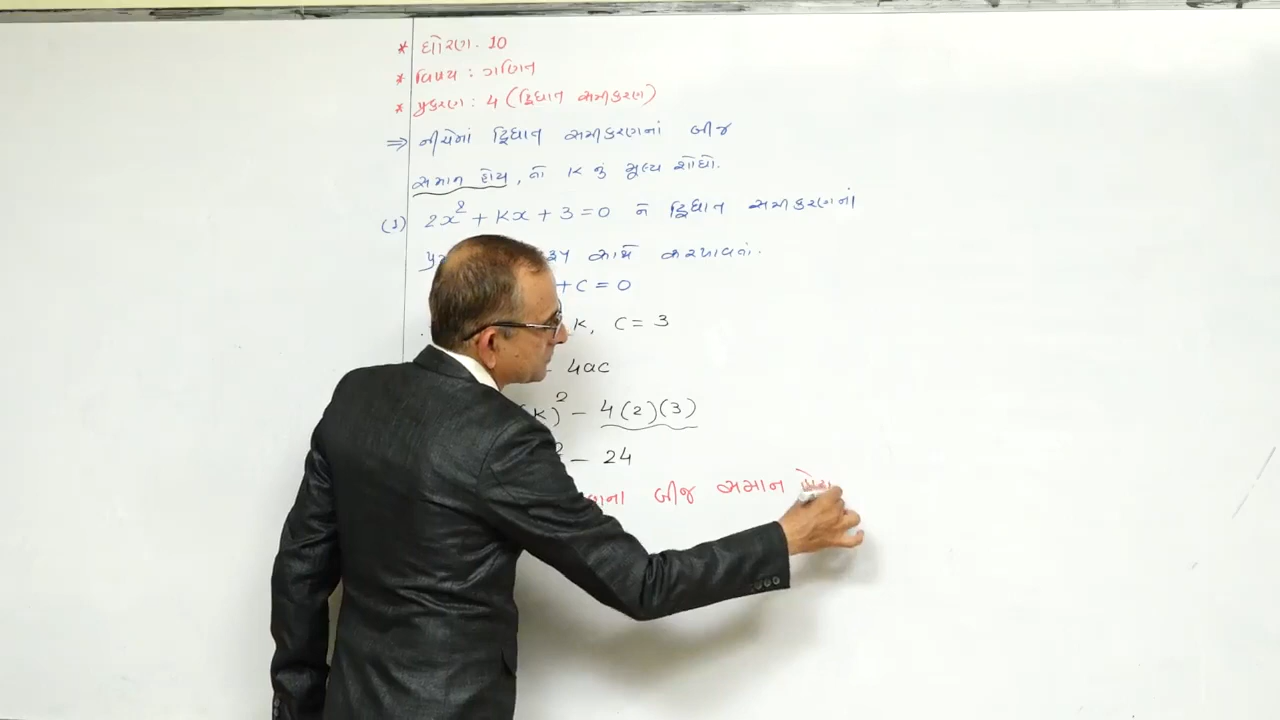 * ધોરણ. 10
* વિષય : ગણિત
* પ્રકરણ : 4 (દ્વિઘાત સમીકરણ)
⇒ નીચેનાં દ્વિઘાત સમીકરણનાં બીજ
સમાન હોય, તો K નું મૂલ્ય શોધો.
(1) 2x² + Kx + 3 = 0 ને દ્વિઘાત સમીકરણનાં
સાથે સરખાવતાં.
+ C = 0
K, C = 3
4ac
K)² - 4(2)(3)
² - 24
બીજ સમાન